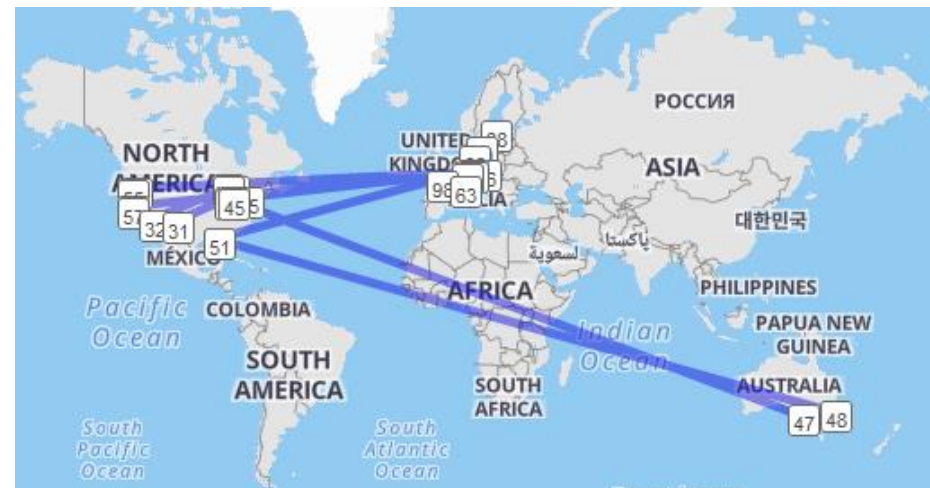 РОССИЯ
UNITED
KINGDOM
NORTH
AMERICA
ASIA
98
63
45
57
32
31
51
대한민국
MÉXICO
پاکستان
السعودية
AFRICA
PHILIPPINES
Pacific
Ocean
COLOMBIA
Indian
Ocean
PAPUA NEW
GUINEA
SOUTH
AMERICA
SOUTH
AFRICA
AUSTRALIA
47
48
South
Pacific
Ocean
South
Atlantic
Ocean